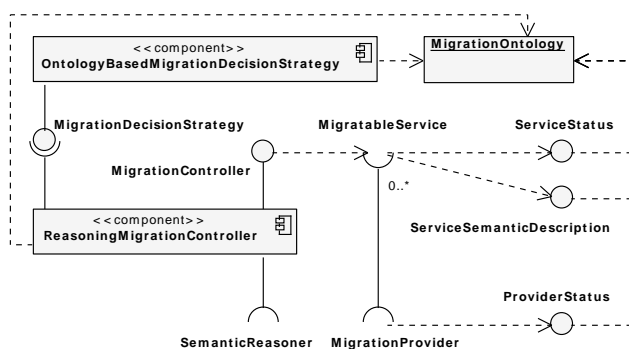 <<component>>
OntologyBasedMigrationDecisionStrategy
MigrationOntology
MigrationDecisionStrategy
MigratableService
ServiceStatus
MigrationController
0..*
<<component>>
ReasoningMigrationController
ServiceSemanticDescription
ProviderStatus
SemanticReasoner
MigrationProvider